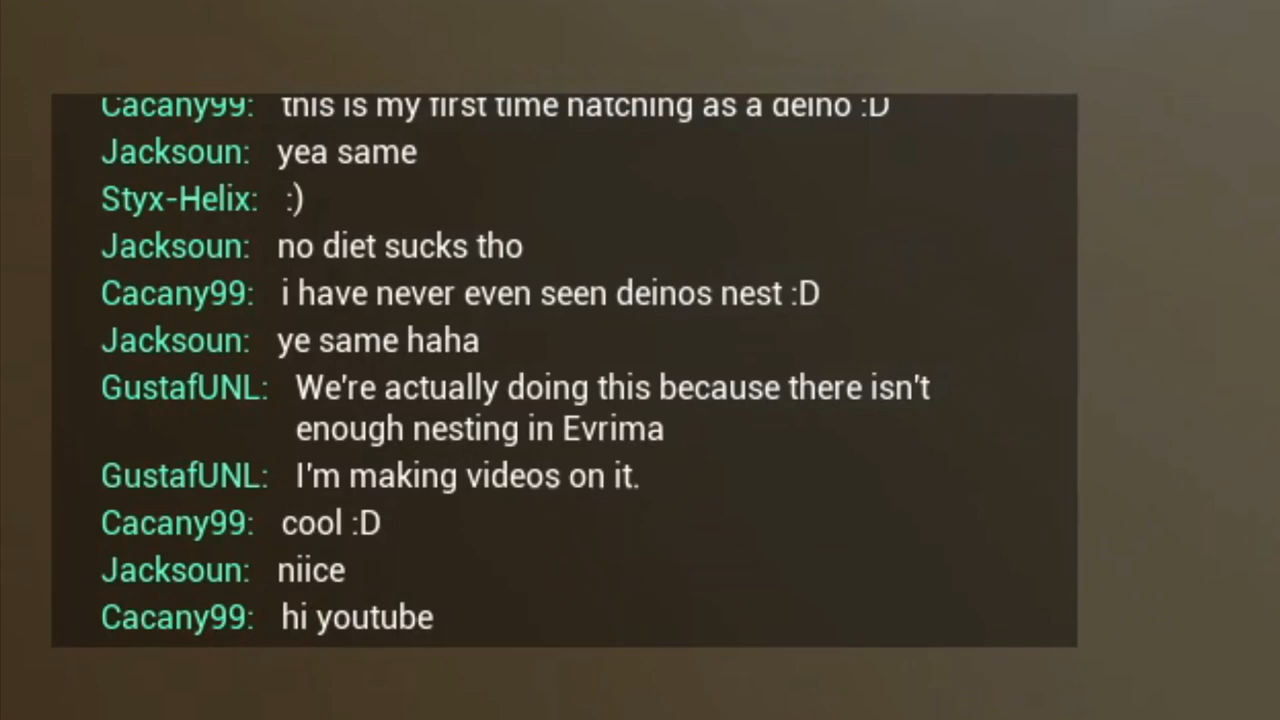 Cacany99: this is my first time hatching as a deino :D
Jacksoun: yea same
Styx-Helix: :)
Jacksoun: no diet sucks tho
Cacany99: i have never even seen deinos nest :D
Jacksoun: ye same haha
GustafUNL: We're actually doing this because there isn't
enough nesting in Evrima
GustafUNL: I'm making videos on it.
Cacany99: cool :D
Jacksoun: niice
Cacany99: hi youtube